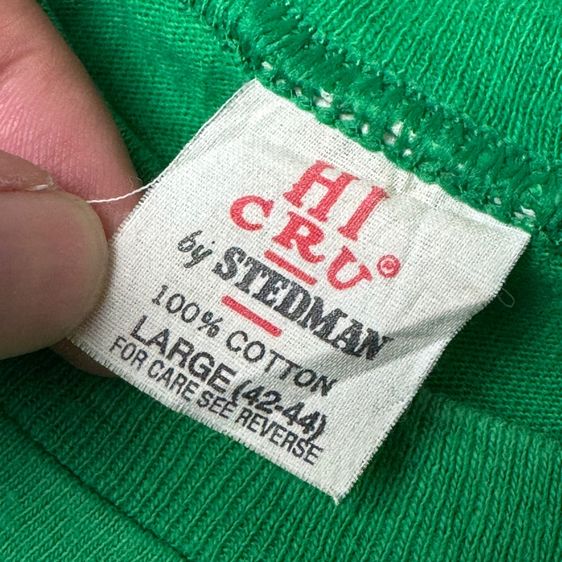 HI
CRU®
by STEDMAN
100% COTTON
LARGE (42-44)
FOR CARE SEE REVERSE